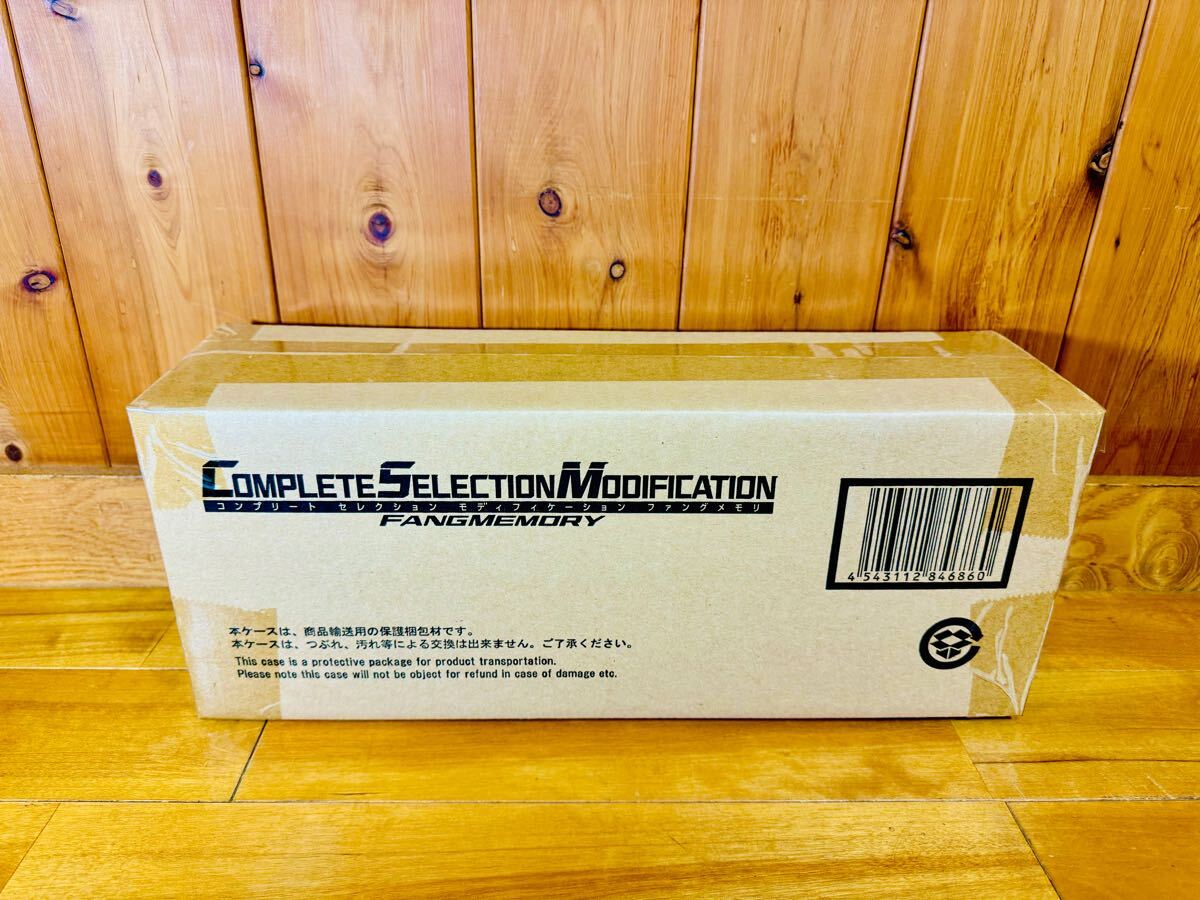 COMPLETE SELECTION MODIFICATION
コンプリート セレクション モディフィケーション ファングメモリ
FANGMEMORY
4 543112 846860
本ケースは、商品輸送用の保護梱包材です。
本ケースは、つぶれ、汚れ等による交換は出来ません。ご了承ください。
This case is a protective package for product transportation.
Please note this case will not be object for refund in case of damage etc.